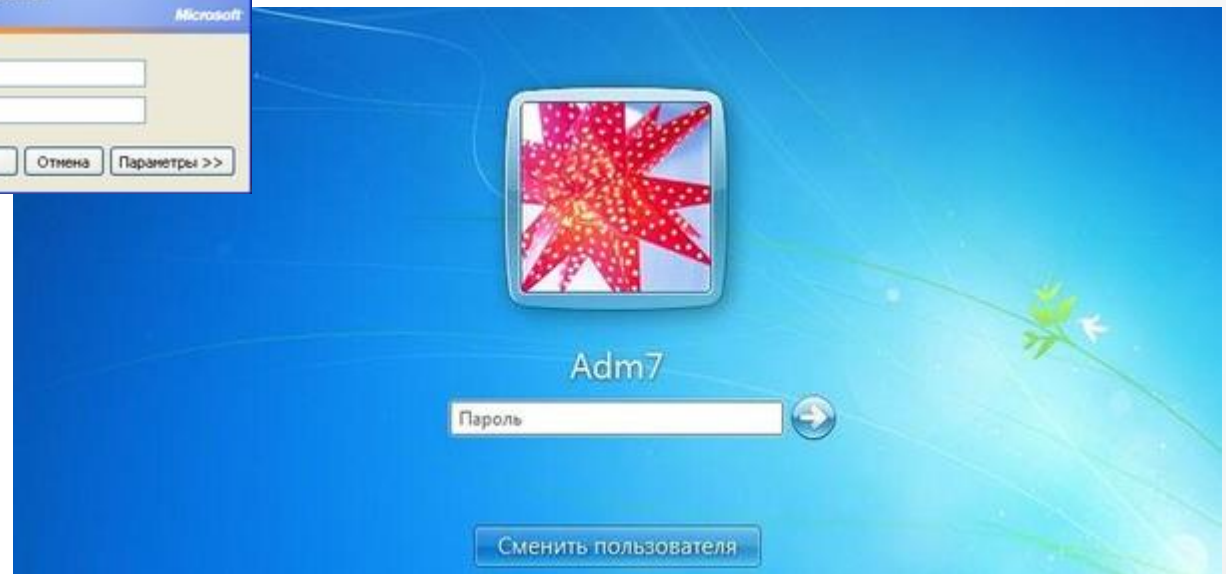 Microsoft
Отмена Параметры >>
Adm7
Пароль
Сменить пользователя